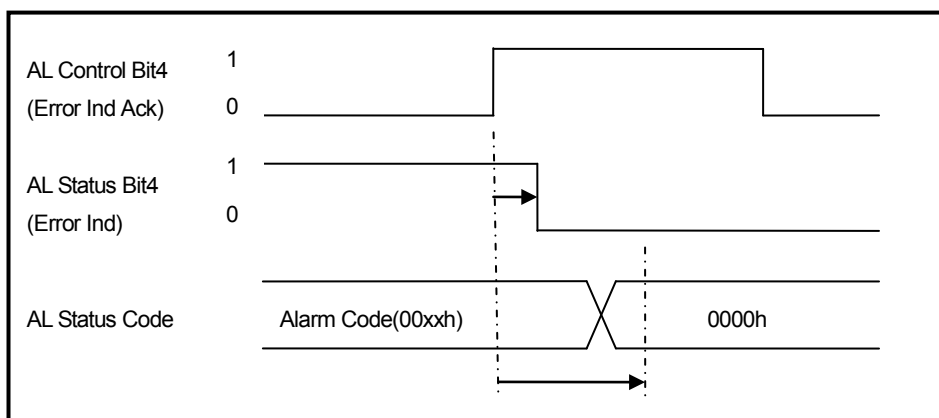 AL Control Bit4
(Error Ind Ack)
1
0
AL Status Bit4
(Error Ind)
1
0
AL Status Code
Alarm Code(00xxh)
0000h